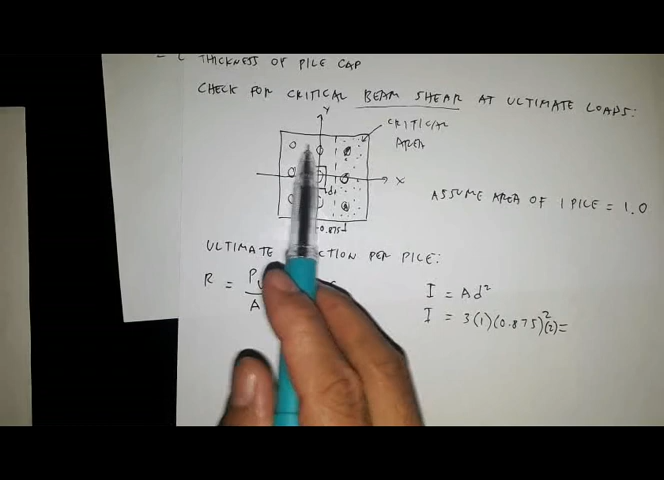 THICKNESS OF PILE CAP
CHECK FOR CRITICAL BEAM SHEAR AT ULTIMATE LOADS:
Y
CRITICAL
AREA
X
0.875
ASSUME AREA OF 1 PILE = 1.0
ULTIMATE CTION PER PILE:
R = P
A
I = Ad²
I = 3(1)(0.875)²(2)=